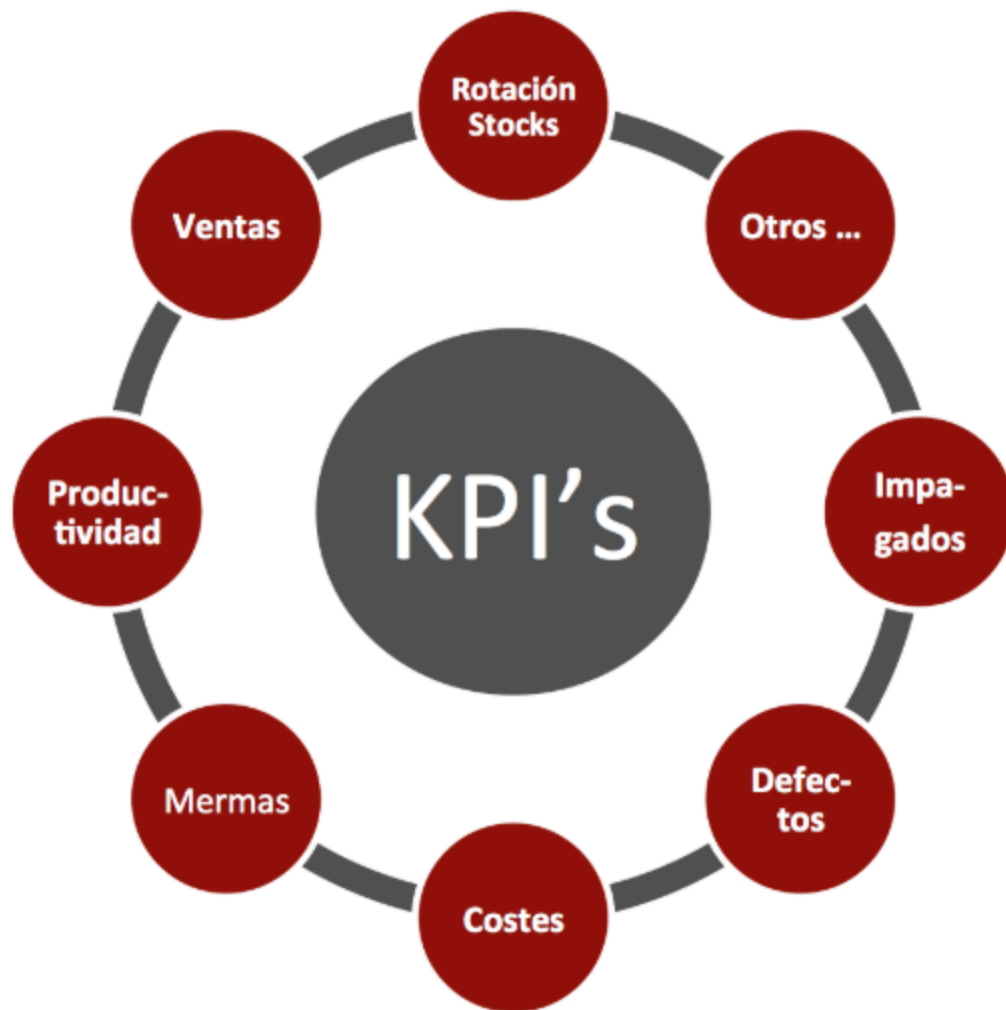 Rotación
Stocks
Otros ...
Impa-
gados
Defec-
tos
Costes
Mermas
Produc-
tividad
Ventas
KPI’s